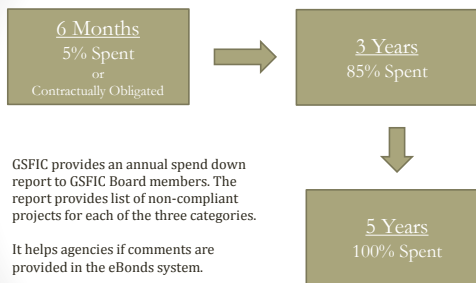 6 Months
5% Spent
or
Contractually Obligated
3 Years
85% Spent
GSFIC provides an annual spend down
report to GSFIC Board members. The
report provides list of non-compliant
projects for each of the three categories.
It helps agencies if comments are
provided in the eBonds system.
5 Years
100% Spent